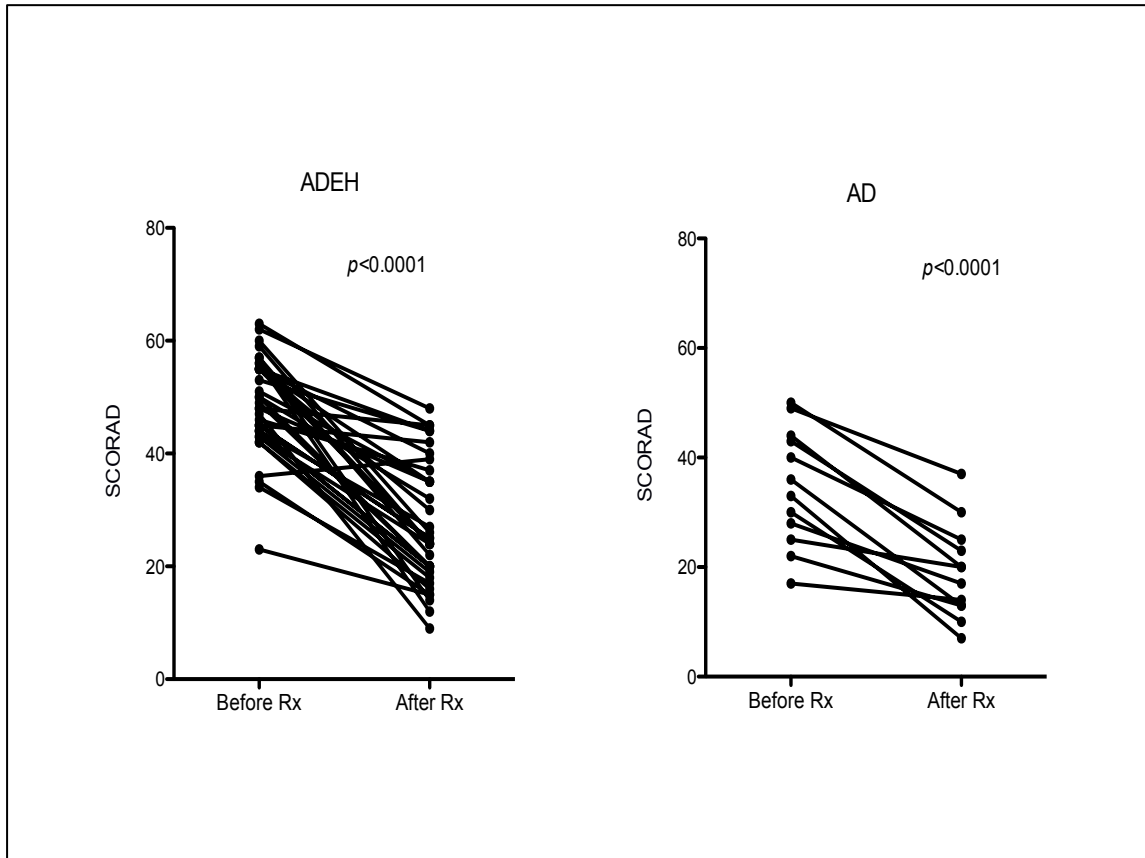 ADEH
80
p<0.0001
60
40
20
0
SCORAD
Before Rx
After Rx
AD
80
p<0.0001
60
40
20
0
SCORAD
Before Rx
After Rx